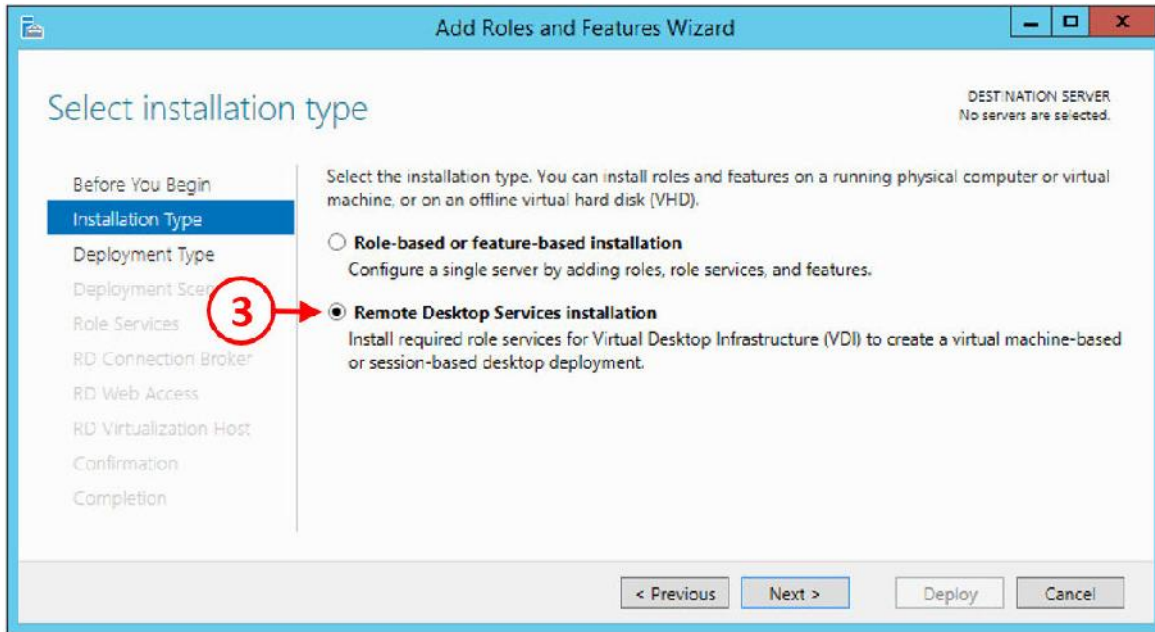 Add Roles and Features Wizard
Select installation type
DESTINATION SERVER
No servers are selected.
Before You Begin
Installation Type
Deployment Type
Deployment Scen
Role Services
RD Connection Broker
RD Web Access
RD Virtualization Host
Confirmation
Completion
Select the installation type. You can install roles and features on a running physical computer or virtual
machine, or on an offline virtual hard disk (VHD).
Role-based or feature-based installation
Configure a single server by adding roles, role services, and features.
3
Remote Desktop Services installation
Install required role services for Virtual Desktop Infrastructure (VDI) to create a virtual machine-based
or session-based desktop deployment.
< Previous
Next >
Deploy
Cancel